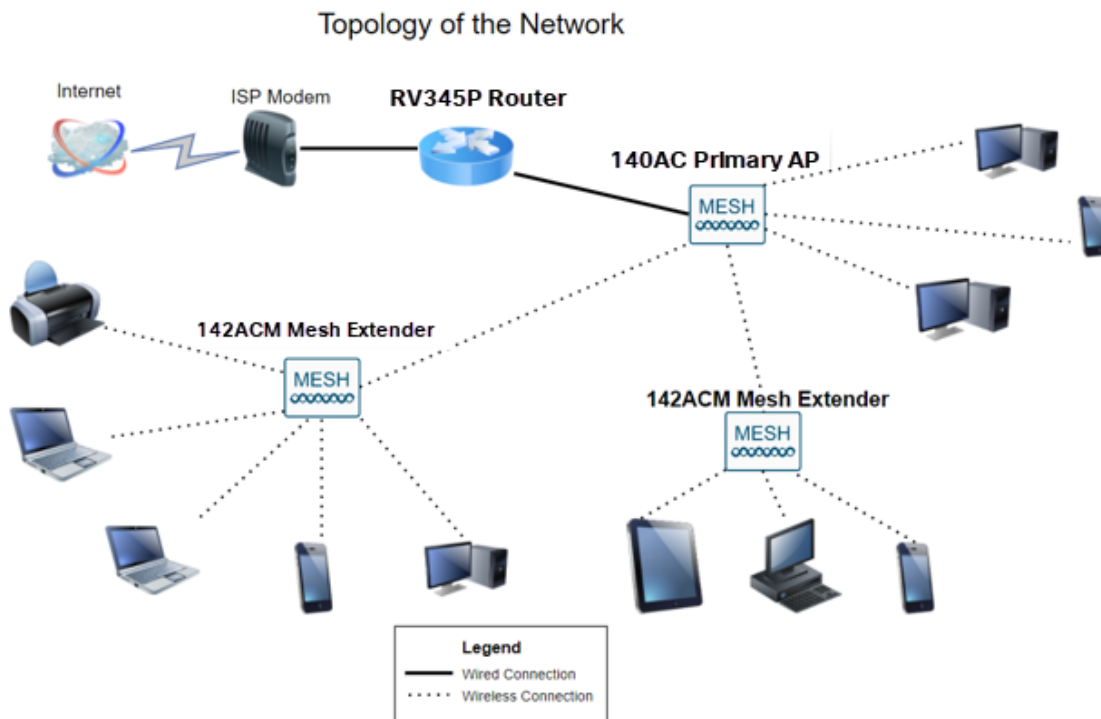 Topology of the Network
Internet
ISP Modem
RV345P Router
140AC Primary AP
MESH
142ACM Mesh Extender
MESH
142ACM Mesh Extender
MESH
Legend
Wired Connection
Wireless Connection